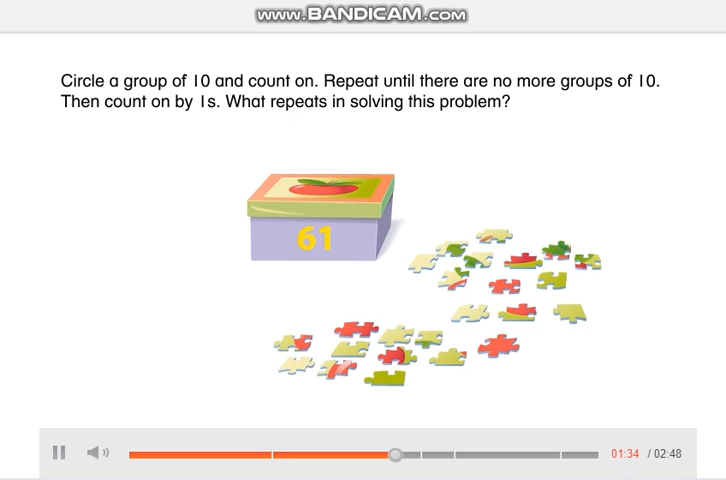 www.BANDICAM.com
Circle a group of 10 and count on. Repeat until there are no more groups of 10.
Then count on by 1s. What repeats in solving this problem?
61
01:34 / 02:48